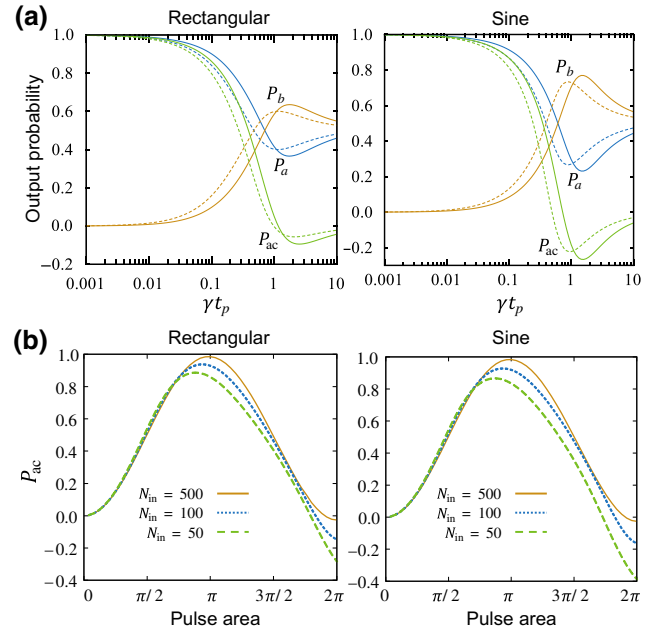 (a)
Rectangular
Sine
Output probability
1.0
0.8
0.6
0.4
0.2
0.0
−0.2
P_b
P_a
P_ac
0.001
0.01
0.1
1
10
γt_p
1.0
0.8
0.6
0.4
0.2
0.0
−0.2
P_b
P_a
P_ac
0.001
0.01
0.1
1
10
γt_p
(b)
Rectangular
Sine
P_ac
1.0
0.8
0.6
0.4
0.2
0.0
−0.2
−0.4
N_in = 500
N_in = 100
N_in = 50
0
π/2
π
3π/2
2π
Pulse area
1.0
0.8
0.6
0.4
0.2
0.0
−0.2
−0.4
N_in = 500
N_in = 100
N_in = 50
0
π/2
π
3π/2
2π
Pulse area